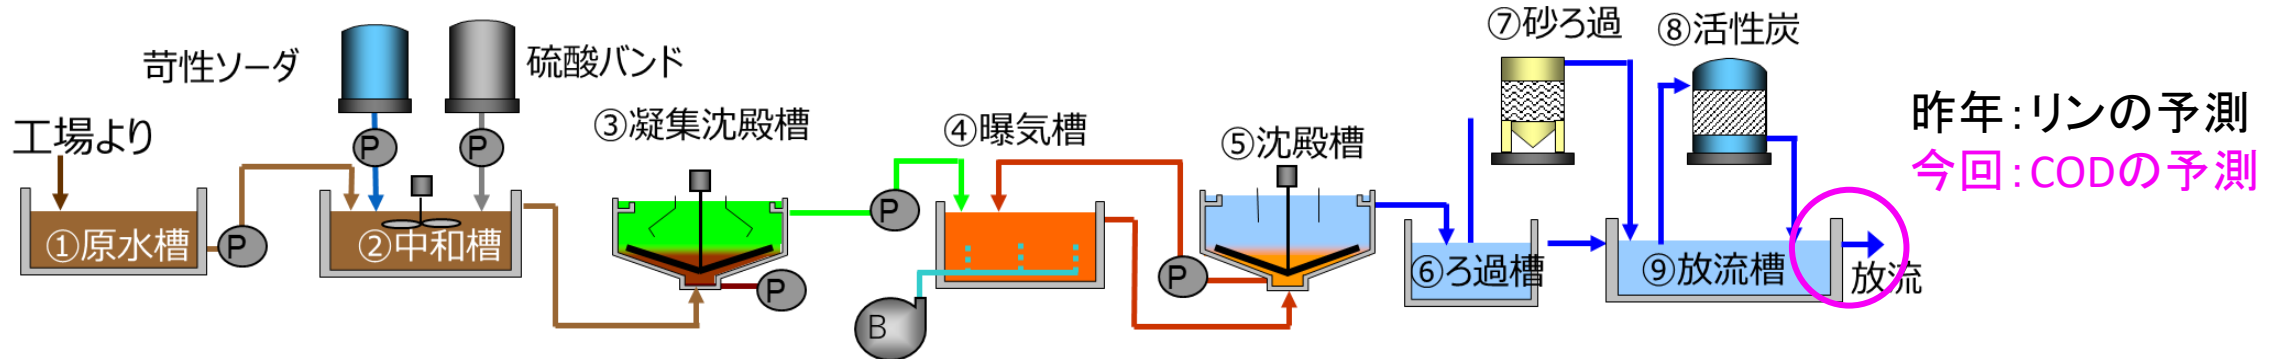 苛性ソーダ
硫酸バンド
⑦砂ろ過
⑧活性炭
工場より
P
P
③凝集沈殿槽
④曝気槽
⑤沈殿槽
昨年：リンの予測
今回：CODの予測
①原水槽
P
②中和槽
P
P
B
P
⑥ろ過槽
⑨放流槽
放流